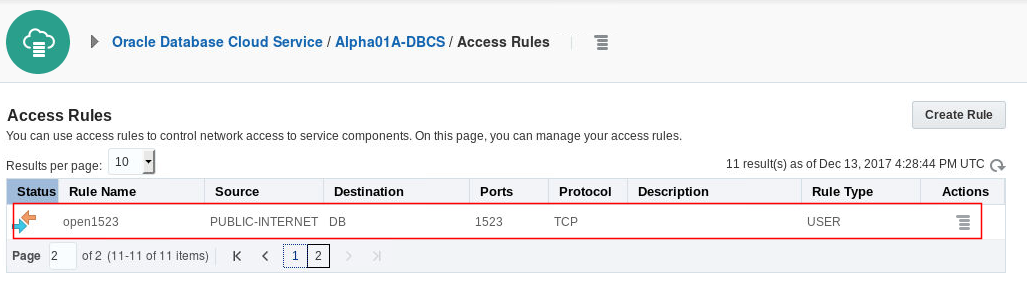 Oracle Database Cloud Service / Alpha01A-DBCS / Access Rules
Access Rules
Create Rule
You can use access rules to control network access to service components. On this page, you can manage your access rules.
Results per page: 10
11 result(s) as of Dec 13, 2017 4:28:44 PM UTC
Status Rule Name Source Destination Ports Protocol Description Rule Type Actions
open1523 PUBLIC-INTERNET DB 1523 TCP USER
Page 2 of 2 (11-11 of 11 items) 1 2